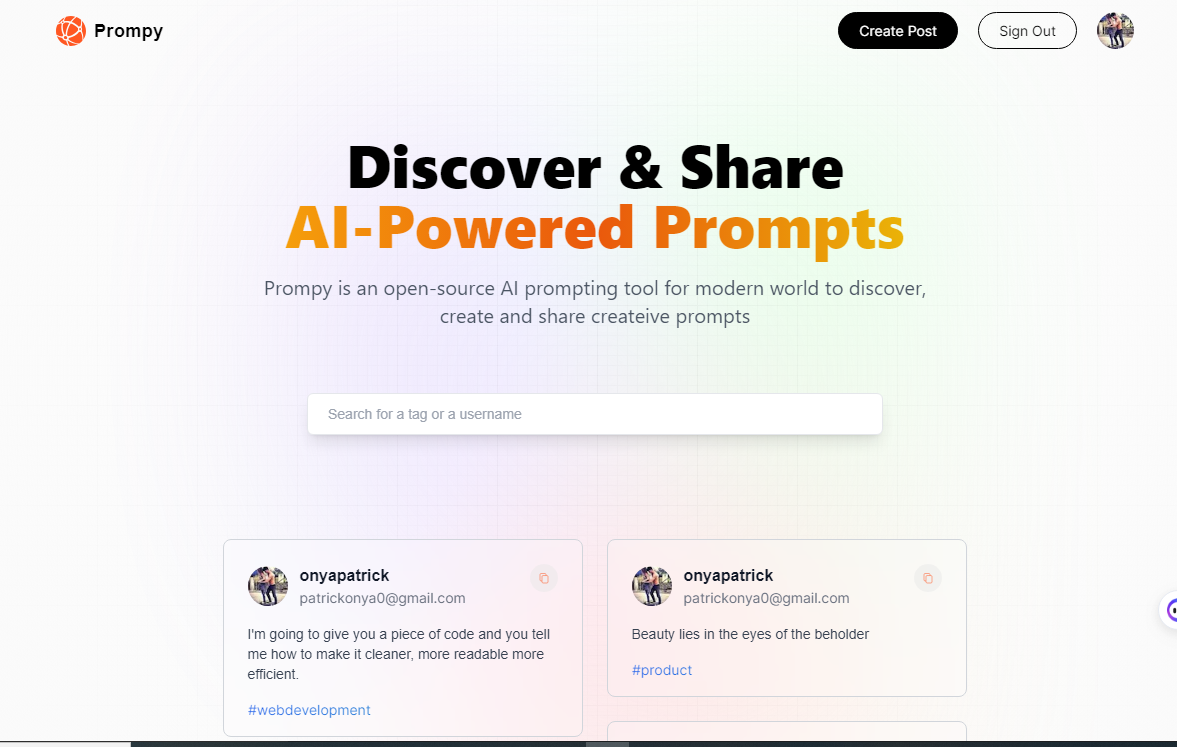 Prompy
Create Post
Sign Out
Discover & Share
AI-Powered Prompts
Prompy is an open-source AI prompting tool for modern world to discover,
create and share createive prompts
Search for a tag or a username
onyapatrick
patrickonya0@gmail.com
I'm going to give you a piece of code and you tell
me how to make it cleaner, more readable more
efficient.
#webdevelopment
onyapatrick
patrickonya0@gmail.com
Beauty lies in the eyes of the beholder
#product